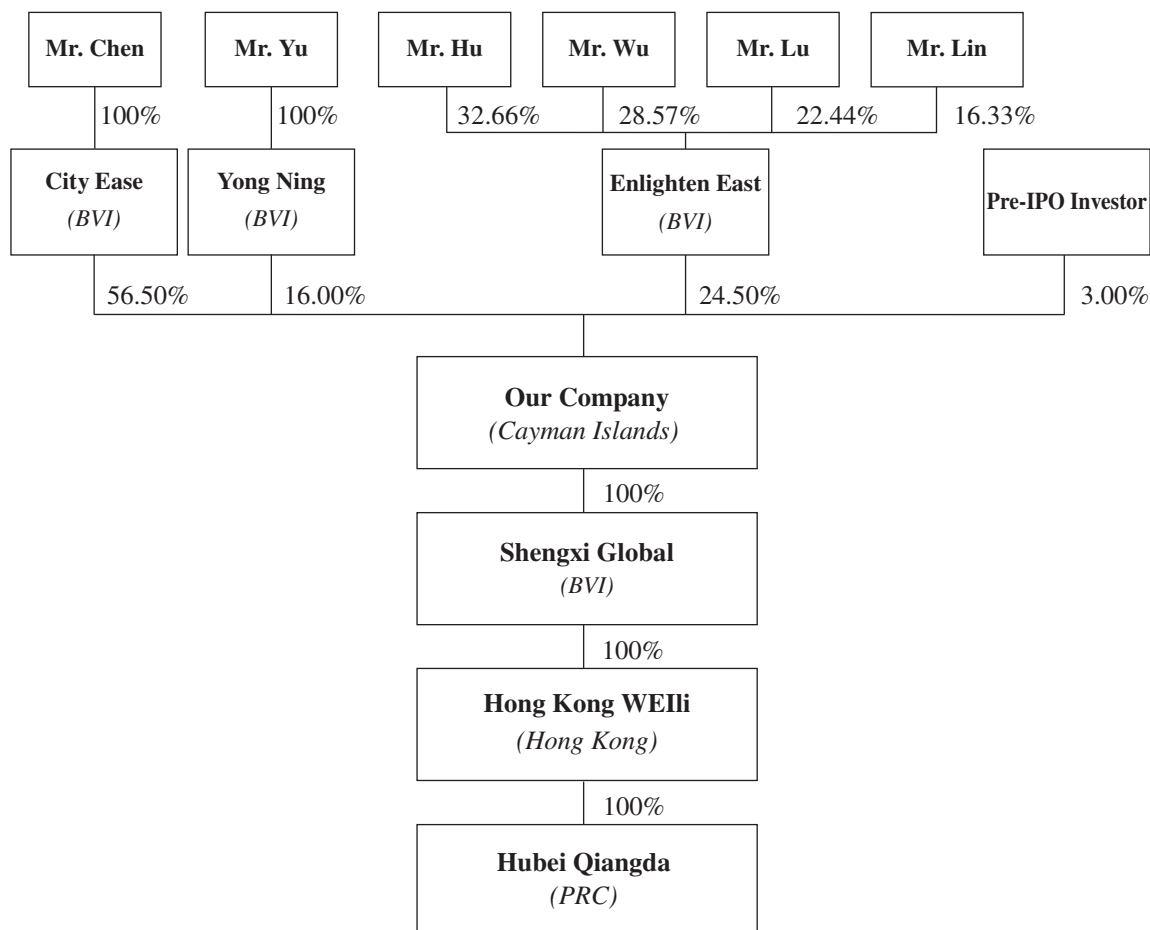 Mr. Chen
Mr. Yu
Mr. Hu
Mr. Wu
Mr. Lu
Mr. Lin
100%
100%
32.66%
28.57%
22.44%
16.33%
City Ease
(BVI)
Yong Ning
(BVI)
Enlighten East
(BVI)
Pre-IPO Investor
56.50%
16.00%
24.50%
3.00%
Our Company
(Cayman Islands)
100%
Shengxi Global
(BVI)
100%
Hong Kong WEIli
(Hong Kong)
100%
Hubei Qiangda
(PRC)